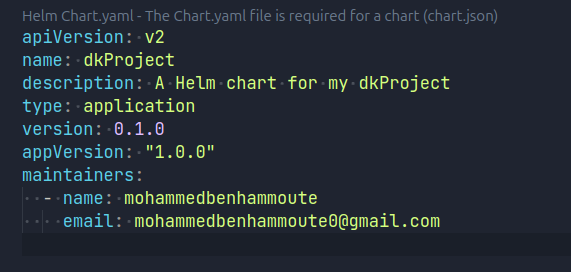 Helm Chart.yaml - The Chart.yaml file is required for a chart (chart.json)
apiVersion: v2
name: dkProject
description: A Helm chart for my dkProject
type: application
version: 0.1.0
appVersion: "1.0.0"
maintainers:
  - name: mohammedbenhammoute
    email: mohammedbenhammoute0@gmail.com